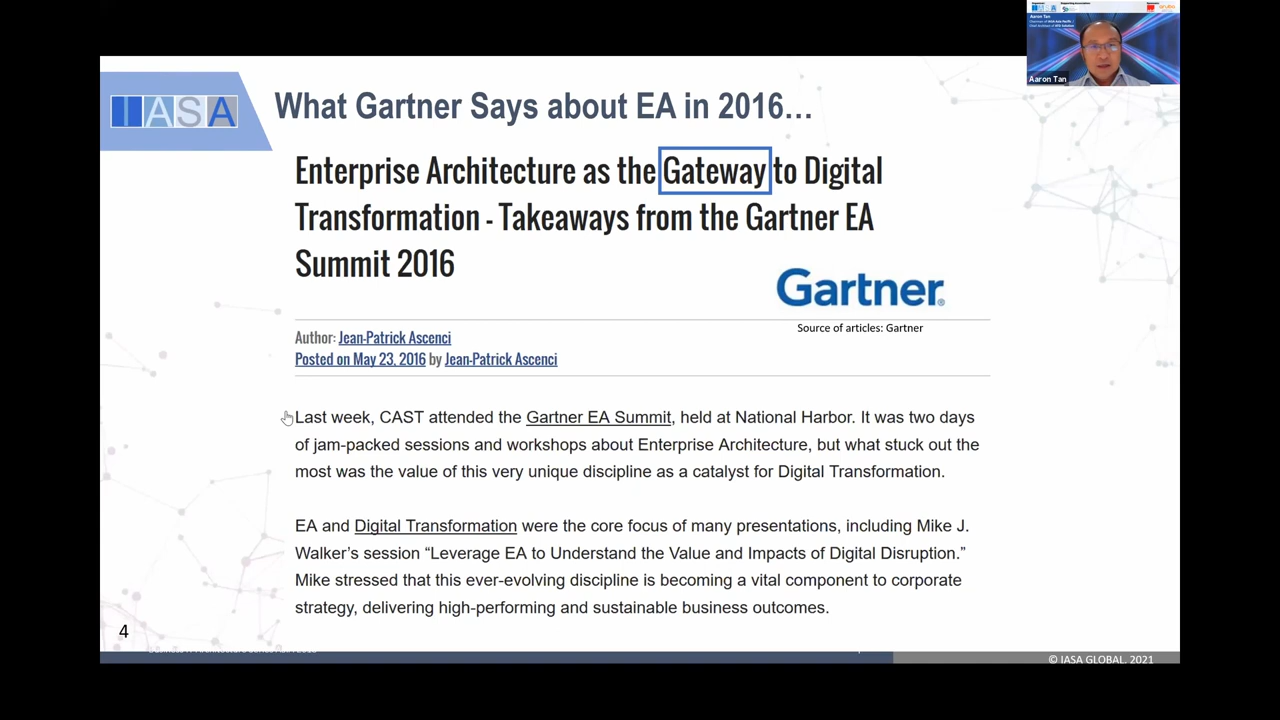 IASA
What Gartner Says about EA in 2016...
Enterprise Architecture as the Gateway to Digital
Transformation - Takeaways from the Gartner EA
Summit 2016
Gartner®
Source of articles: Gartner
Author: Jean-Patrick Ascenci
Posted on May 23, 2016 by Jean-Patrick Ascenci
Last week, CAST attended the Gartner EA Summit, held at National Harbor. It was two days
of jam-packed sessions and workshops about Enterprise Architecture, but what stuck out the
most was the value of this very unique discipline as a catalyst for Digital Transformation.
EA and Digital Transformation were the core focus of many presentations, including Mike J.
Walker’s session “Leverage EA to Understand the Value and Impacts of Digital Disruption.”
Mike stressed that this ever-evolving discipline is becoming a vital component to corporate
strategy, delivering high-performing and sustainable business outcomes.
4
© IASA GLOBAL, 2021
Aaron Tan
Aaron Tan